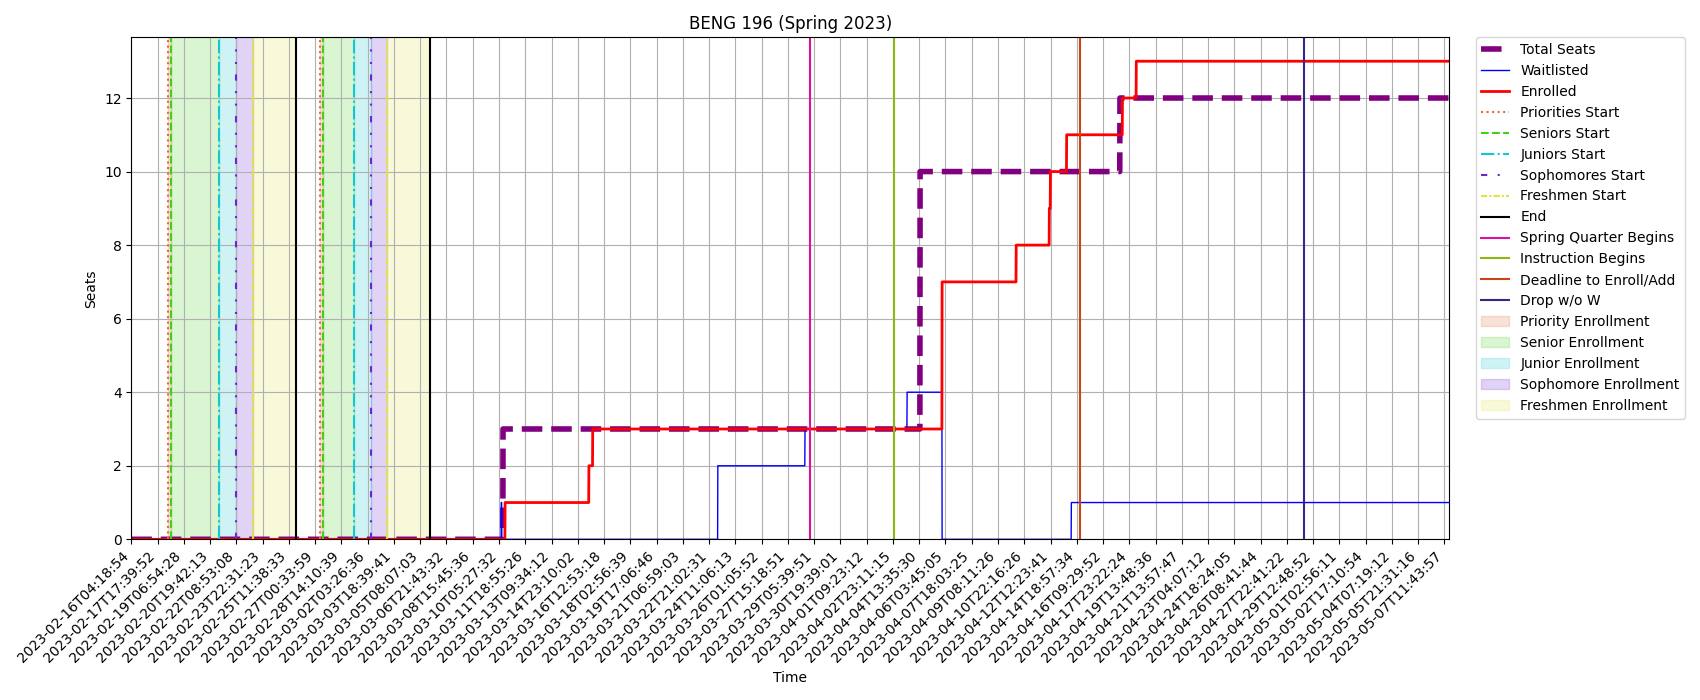 BENG 196 (Spring 2023)
Seats
12
10
8
6
4
2
0
2023-02-16T04:18:54
2023-02-17T17:39:52
2023-02-19T06:54:28
2023-02-20T19:42:13
2023-02-22T08:53:08
2023-02-23T22:31:23
2023-02-25T11:38:33
2023-02-27T00:33:59
2023-02-28T14:10:39
2023-03-02T03:26:36
2023-03-03T18:39:41
2023-03-05T08:07:03
2023-03-06T21:43:32
2023-03-08T15:45:36
2023-03-10T05:27:32
2023-03-11T18:55:26
2023-03-13T09:34:12
2023-03-14T23:10:02
2023-03-16T12:53:18
2023-03-18T02:56:39
2023-03-19T17:06:46
2023-03-21T06:59:03
2023-03-22T21:02:31
2023-03-24T11:06:13
2023-03-26T01:05:52
2023-03-27T15:18:51
2023-03-29T05:39:51
2023-03-30T19:39:01
2023-04-01T09:23:12
2023-04-02T23:11:15
2023-04-04T13:35:30
2023-04-06T03:45:05
2023-04-07T18:03:25
2023-04-09T08:11:26
2023-04-10T22:16:26
2023-04-12T12:23:41
2023-04-14T18:57:34
2023-04-16T09:29:52
2023-04-17T23:22:24
2023-04-19T13:48:36
2023-04-21T13:57:47
2023-04-23T04:07:12
2023-04-24T18:24:05
2023-04-26T08:41:44
2023-04-27T22:41:22
2023-04-29T12:48:52
2023-05-01T02:56:11
2023-05-02T17:10:54
2023-05-04T07:19:12
2023-05-05T21:31:16
2023-05-07T11:43:57
Time
Total Seats
Waitlisted
Enrolled
Priorities Start
Seniors Start
Juniors Start
Sophomores Start
Freshmen Start
End
Spring Quarter Begins
Instruction Begins
Deadline to Enroll/Add
Drop w/o W
Priority Enrollment
Senior Enrollment
Junior Enrollment
Sophomore Enrollment
Freshmen Enrollment